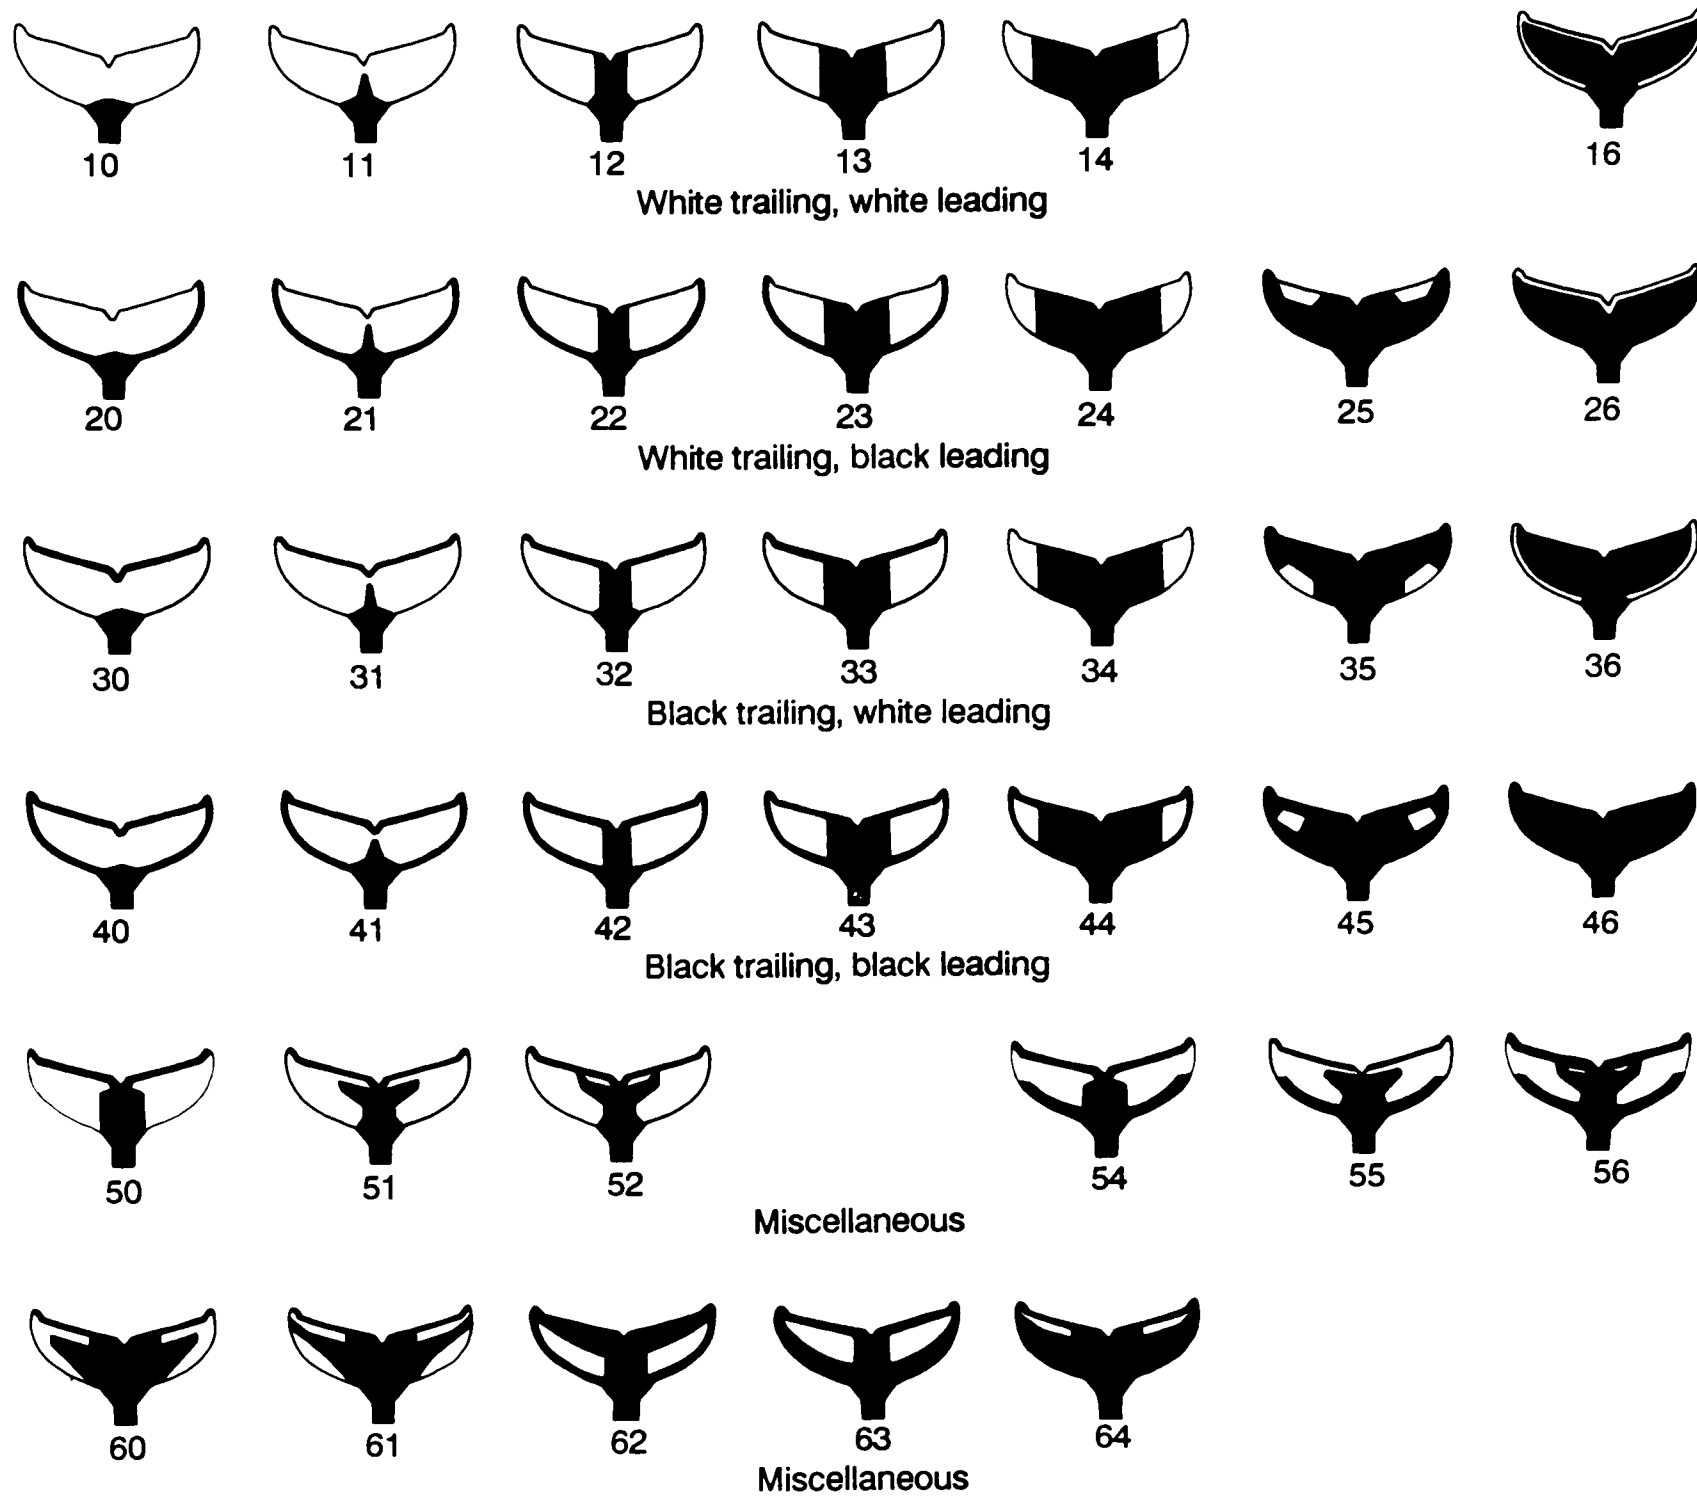 10 11 12 13 14 16
White trailing, white leading
20 21 22 23 24 25 26
White trailing, black leading
30 31 32 33 34 35 36
Black trailing, white leading
40 41 42 43 44 45 46
Black trailing, black leading
50 51 52 54 55 56
Miscellaneous
60 61 62 63 64
Miscellaneous